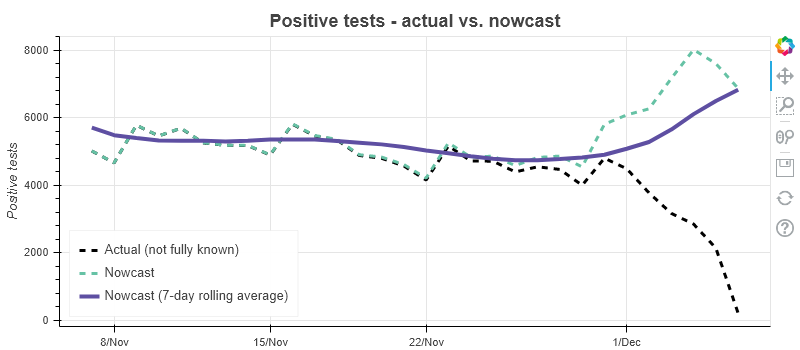 Positive tests - actual vs. nowcast
Positive tests
8000
6000
4000
2000
0
Actual (not fully known)
Nowcast
Nowcast (7-day rolling average)
8/Nov
15/Nov
22/Nov
1/Dec